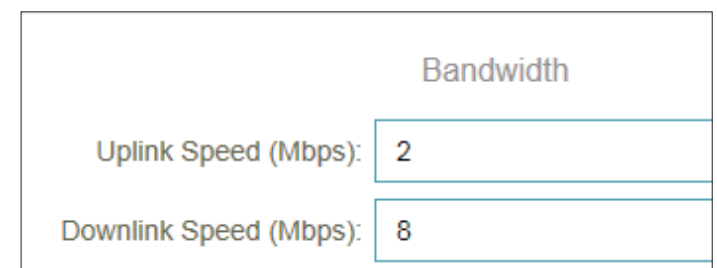 Bandwidth
Uplink Speed (Mbps): 2
Downlink Speed (Mbps): 8